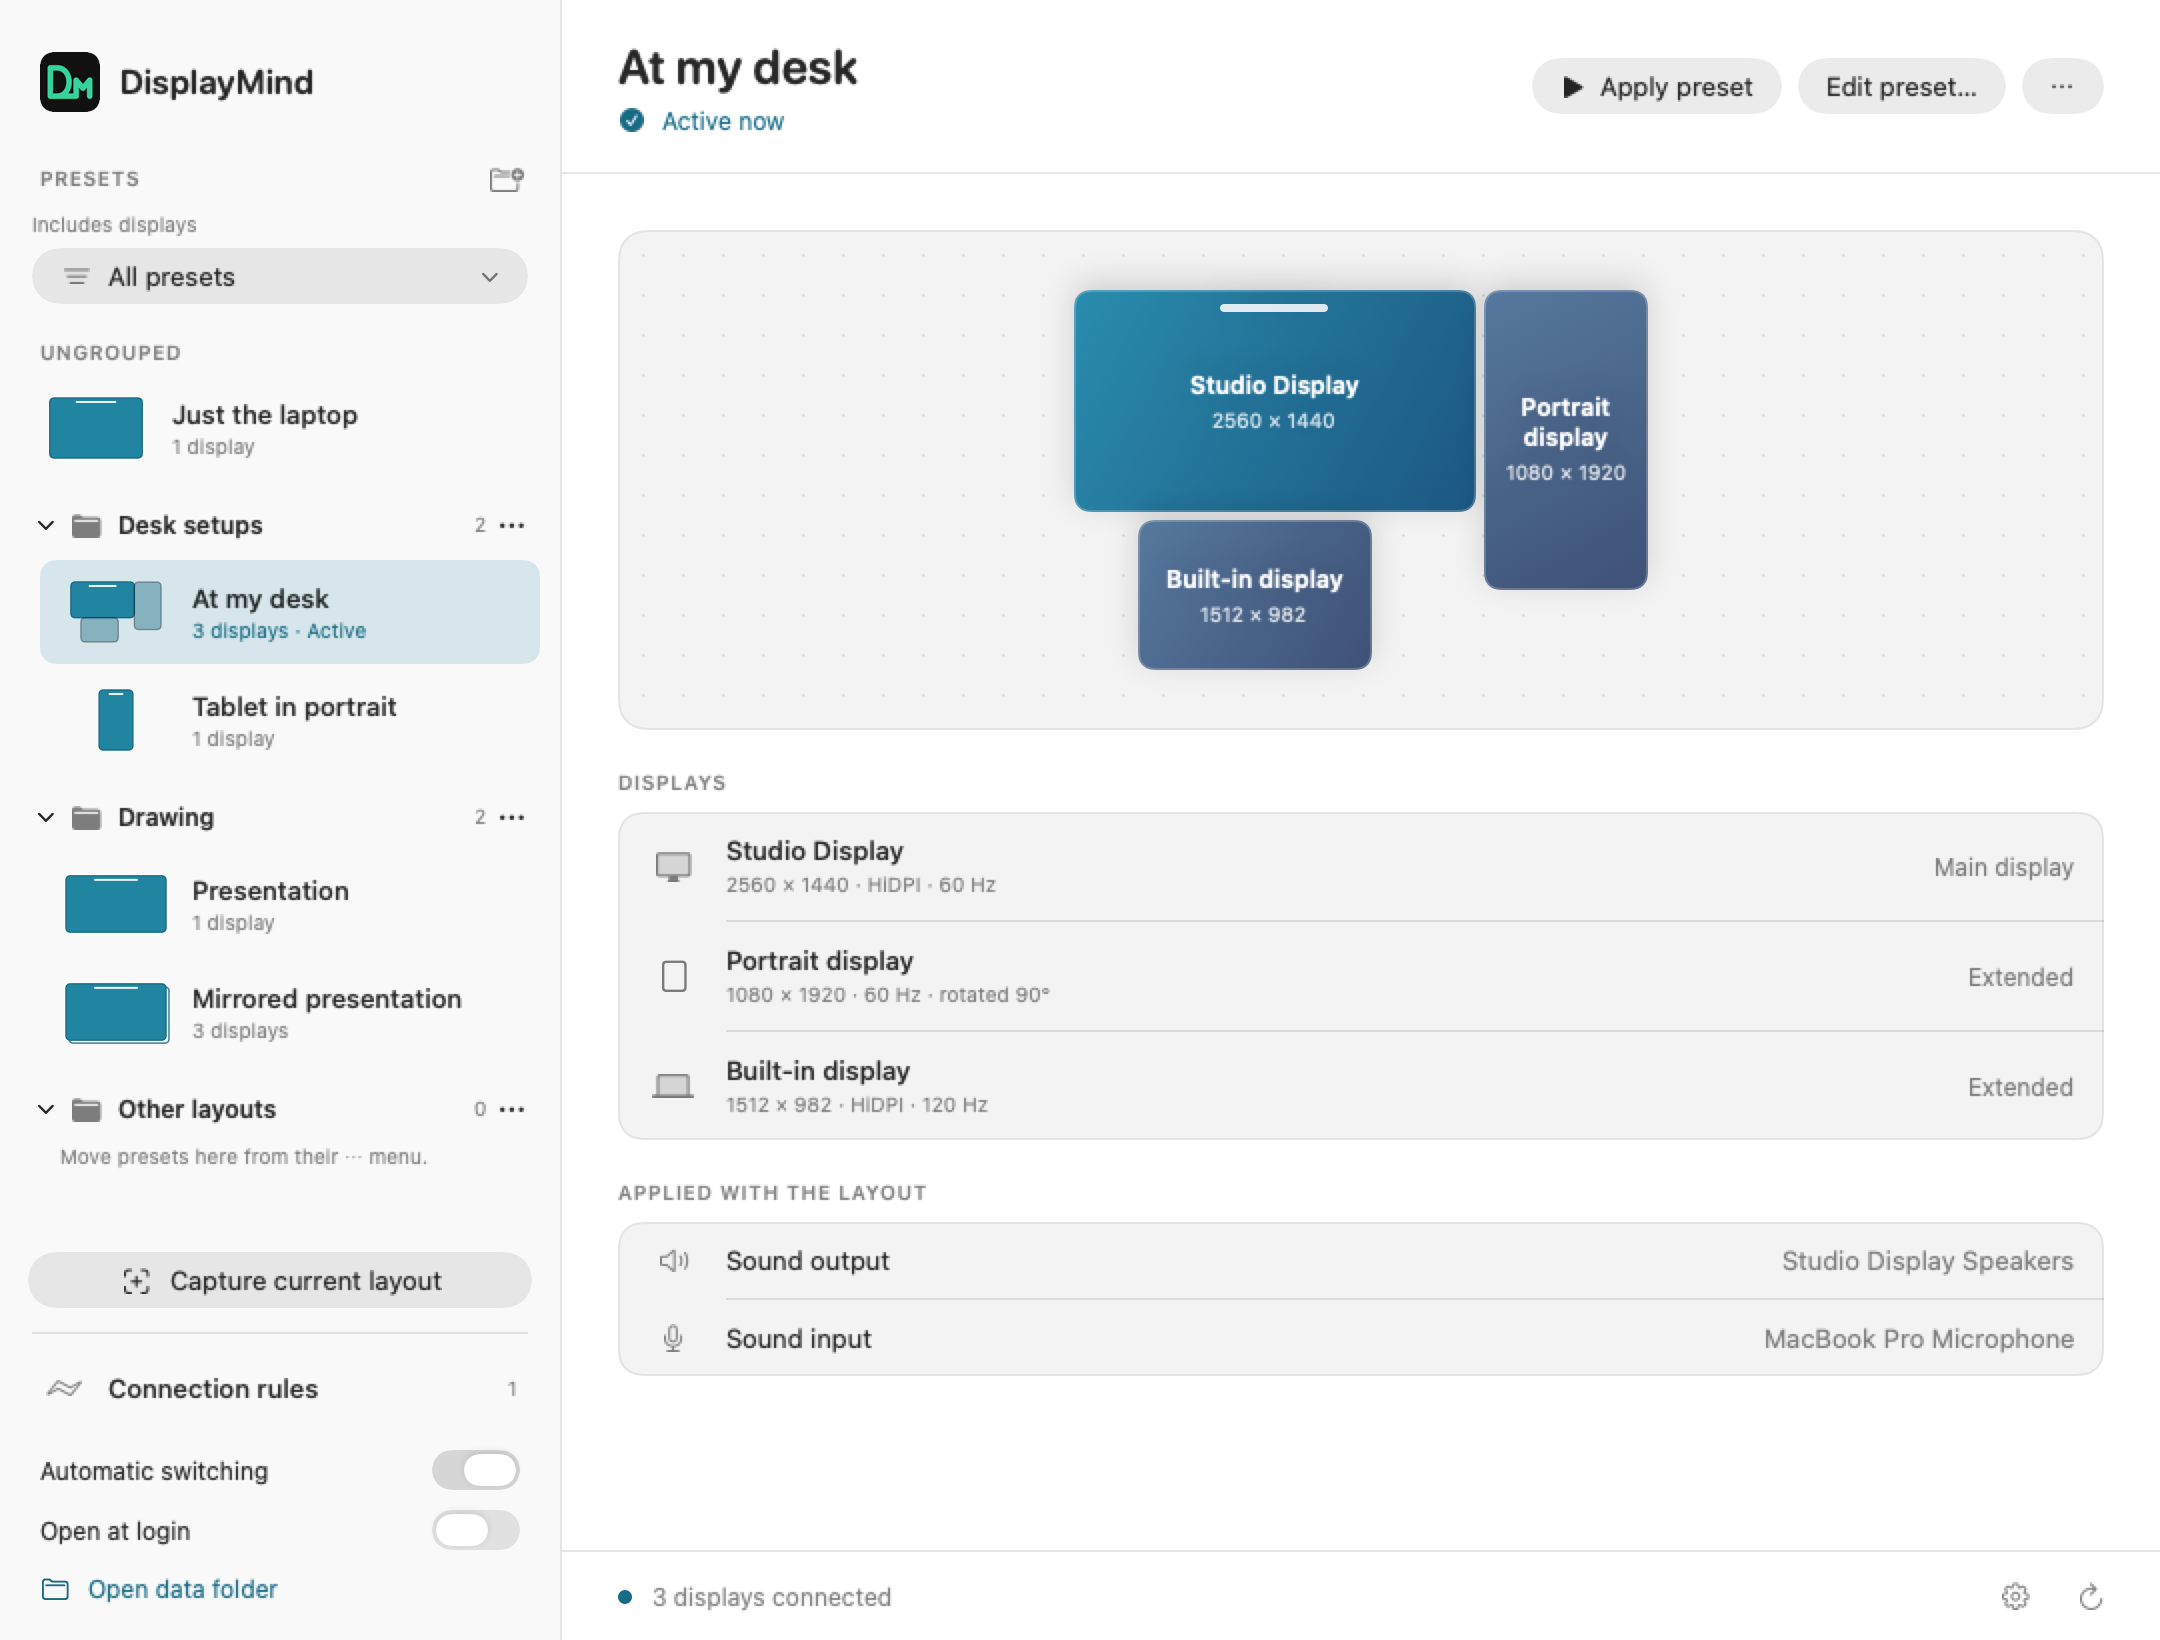 DM DisplayMind
PRESETS
Includes displays
All presets
UNGROUPED
Just the laptop
1 display
Desk setups 2 ···
At my desk
3 displays · Active
Tablet in portrait
1 display
Drawing 2 ···
Presentation
1 display
Mirrored presentation
3 displays
Other layouts 0 ···
Move presets here from their ··· menu.
Capture current layout
Connection rules 1
Automatic switching
Open at login
Open data folder
At my desk
Active now
Apply preset
Edit preset...
···
Studio Display
2560 × 1440
Portrait
display
1080 × 1920
Built-in display
1512 × 982
DISPLAYS
Studio Display
2560 × 1440 · HiDPI · 60 Hz
Main display
Portrait display
1080 × 1920 · 60 Hz · rotated 90°
Extended
Built-in display
1512 × 982 · HiDPI · 120 Hz
Extended
APPLIED WITH THE LAYOUT
Sound output Studio Display Speakers
Sound input MacBook Pro Microphone
3 displays connected